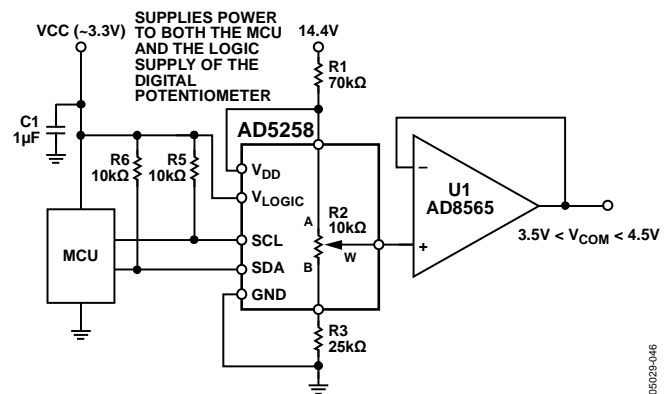 SUPPLIES POWER
TO BOTH THE MCU
AND THE LOGIC
SUPPLY OF THE
DIGITAL
POTENTIOMETER
VCC (~3.3V)
14.4V
R1
70kΩ
C1
1µF
R6
10kΩ
R5
10kΩ
AD5258
VDD
VLOGIC
SCL
SDA
GND
MCU
A
R2
10kΩ
B
W
R3
25kΩ
–
+
U1
AD8565
3.5V < VCOM < 4.5V
05029-046